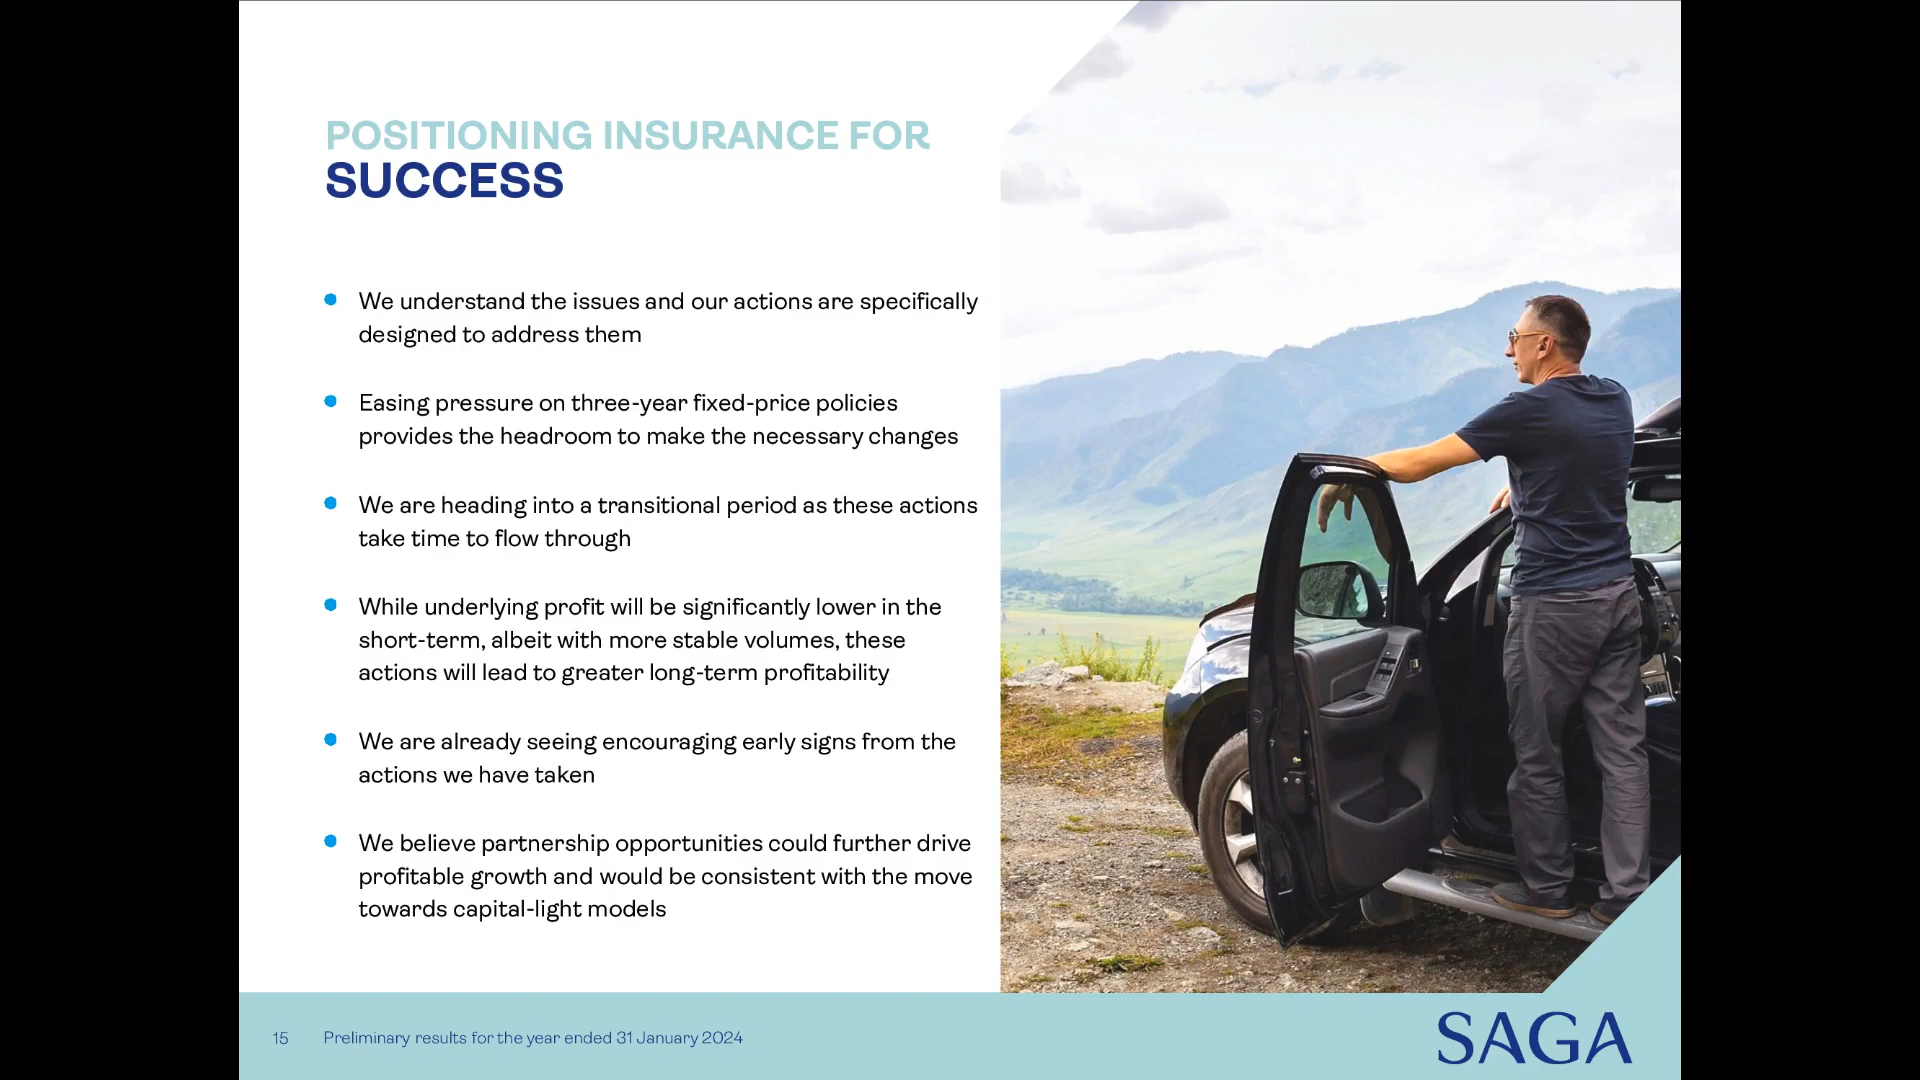 POSITIONING INSURANCE FOR
SUCCESS
We understand the issues and our actions are specifically
designed to address them
Easing pressure on three-year fixed-price policies
provides the headroom to make the necessary changes
We are heading into a transitional period as these actions
take time to flow through
While underlying profit will be significantly lower in the
short-term, albeit with more stable volumes, these
actions will lead to greater long-term profitability
We are already seeing encouraging early signs from the
actions we have taken
We believe partnership opportunities could further drive
profitable growth and would be consistent with the move
towards capital-light models
15 Preliminary results for the year ended 31 January 2024
SAGA